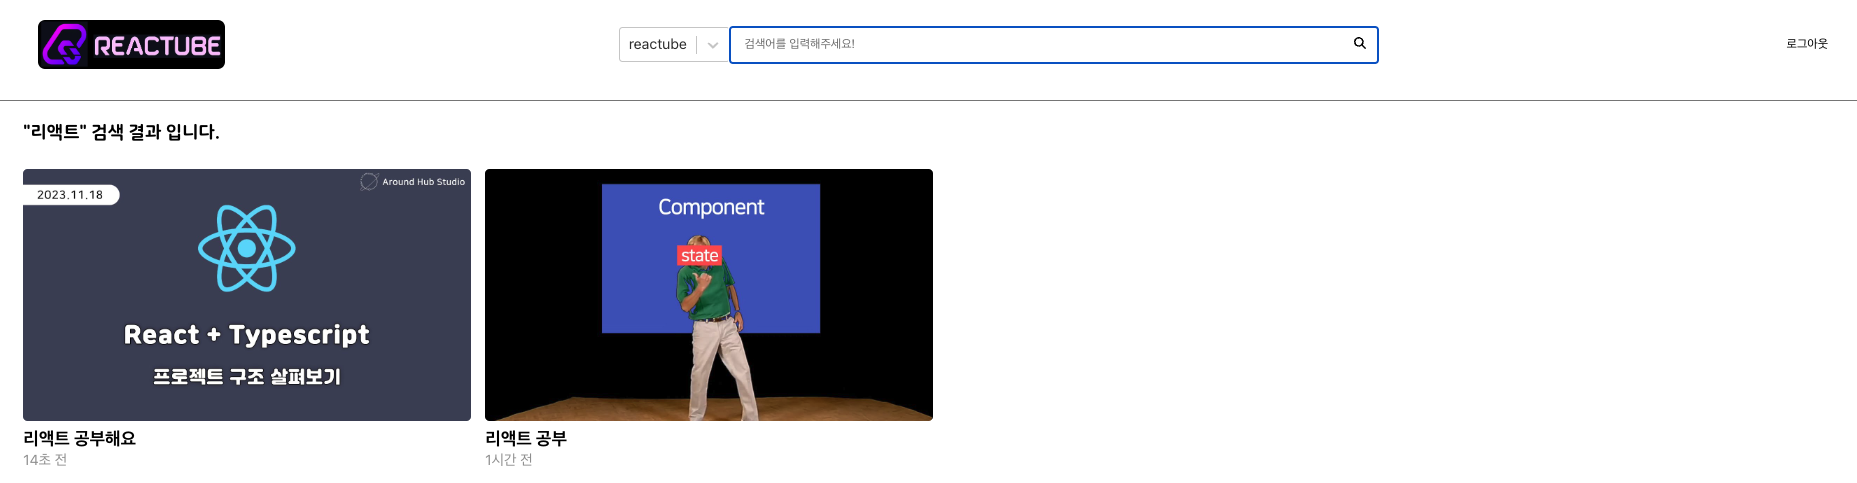 REACTUBE
reactube
검색어를 입력해주세요!
로그아웃
"리액트" 검색 결과 입니다.
2023.11.18
Around Hub Studio
React + Typescript
프로젝트 구조 살펴보기
Component
state
리액트 공부해요
14초 전
리액트 공부
1시간 전